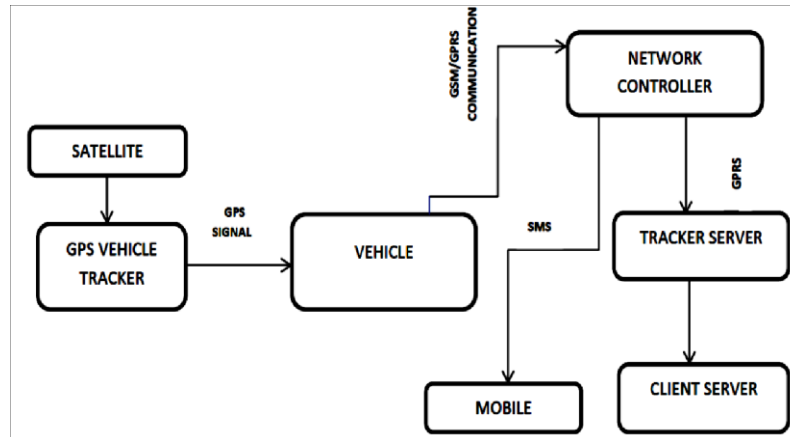 GSM/GPRS
COMMUNICATION
NETWORK
CONTROLLER
SATELLITE
GPS
SIGNAL
GPRS
GPS VEHICLE
TRACKER
VEHICLE
SMS
TRACKER SERVER
MOBILE
CLIENT SERVER